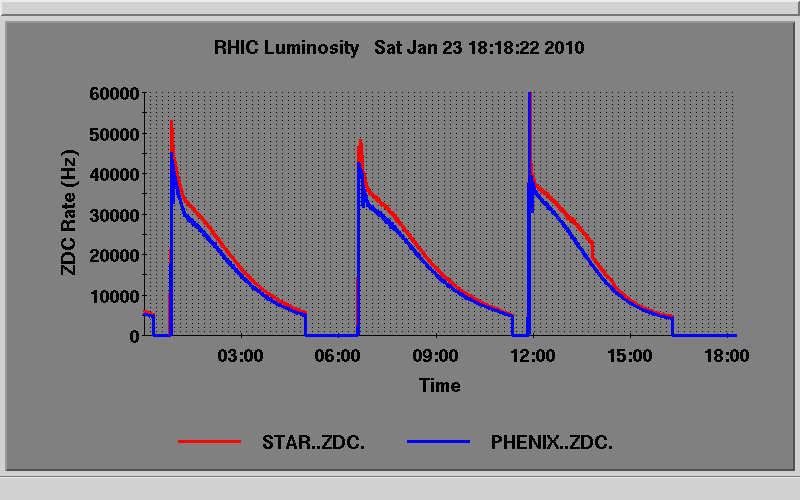 RHIC Luminosity   Sat Jan 23 18:18:22 2010
60000
50000
40000
30000
20000
10000
0
ZDC Rate (Hz)
03:00 06:00 09:00 12:00 15:00 18:00
Time
STAR..ZDC. PHENIX..ZDC.